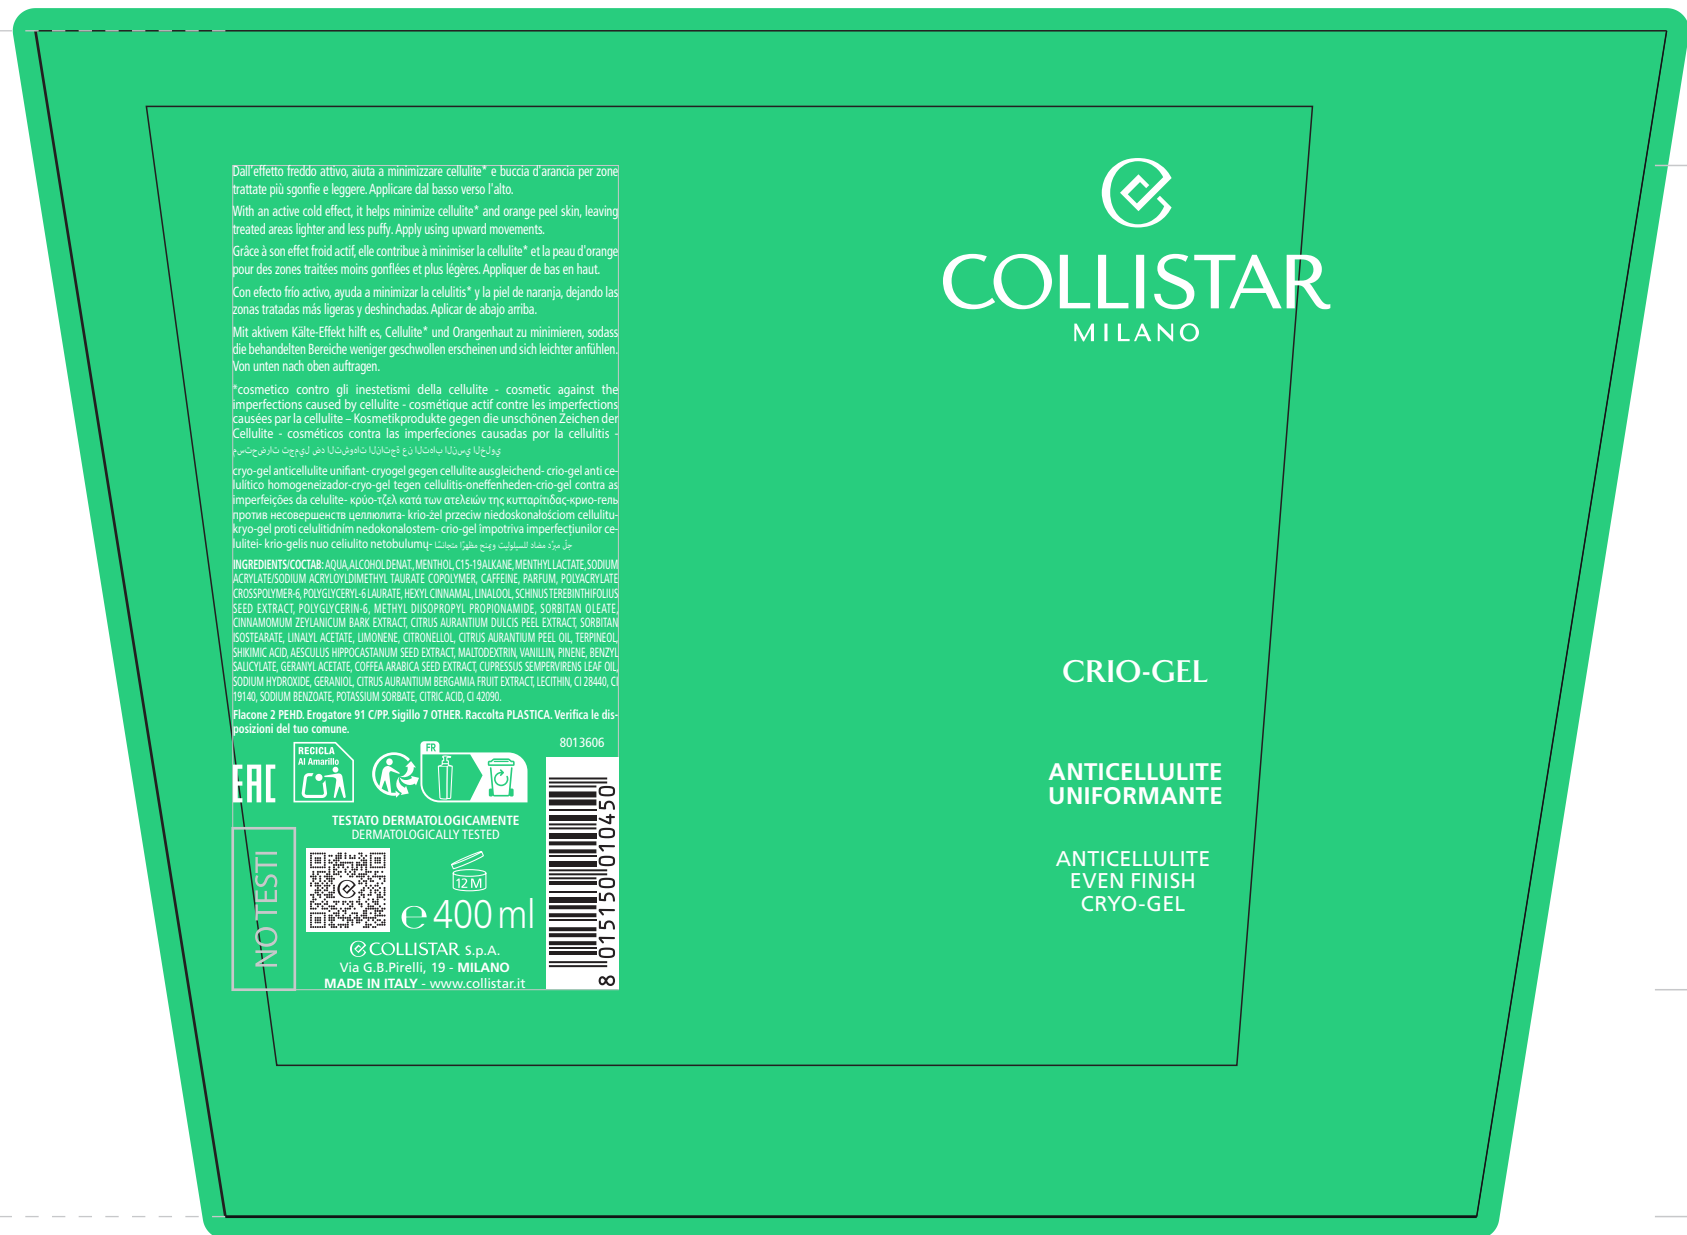 Dall'effetto freddo attivo, aiuta a minimizzare cellulite* e buccia d'arancia per zone
trattate più sgonfie e leggere. Applicare dal basso verso l'alto.
With an active cold effect, it helps minimize cellulite* and orange peel skin, leaving
treated areas lighter and less puffy. Apply using upward movements.
Grâce à son effet froid actif, elle contribue à minimiser la cellulite* et la peau d'orange
pour des zones traitées moins gonflées et plus légères. Appliquer de bas en haut.
Con efecto frio activo, ayuda a minimizar la celulitis* y la piel de naranja, dejando las
zonas tratadas más ligeras y deshinchadas. Aplicar de abajo arriba.
Mit aktivem Kälte-Effekt hilft es, Cellulite* und Orangenhaut zu minimieren, sodass
die behandelten Bereiche weniger geschwollen erscheinen und sich leichter anfühlen.
Von unten nach oben auftragen.
*cosmetico contro gli inestetismi della cellulite - cosmetic against the
imperfections caused by cellulite - cosmétique actif contre les imperfections
causées par la cellulite – Kosmetikprodukte gegen die unschönen Zeichen der
Cellulite - cosméticos contra las imperfeciones causadas por la cellulitis -
مستحضرات تجميل ضد التشوهات الناتجة عن التهاب النسي الخلوي
cryo-gel anticellulite unifiant- cryogel gegen cellulite ausgleichend- crio-gel anti ce-
lulítico homogeneizador-cryo-gel tegen cellulitis-oneffenheden-crio-gel contra as
imperfeições da celulite- κρύο-τζελ κατά των ατελειών της κυτταρίτιδας-крио-гель
против несовершенств целлюлита- krio-żel przeciw niedoskonałościom cellulitu-
kryo-gel proti celulitidním nedokonalostem- crio-gel împotriva imperfecțiunilor ce-
lulitei- krio-gelis nuo celiulito netobulumų- جلّ مبرّد مضاد للسيلوليت ويمنح مظهرًا متجانسًا
INGREDIENTS/COCTAB: AQUA, ALCOHOL DENAT., MENTHOL, C15-19 ALKANE, MENTHYL LACTATE, SODIUM
ACRYLATE/SODIUM ACRYLOYLDIMETHYL TAURATE COPOLYMER, CAFFEINE, PARFUM, POLYACRYLATE
CROSSPOLYMER-6, POLYGLYCERYL-6 LAURATE, HEXYL CINNAMAL, LINALOOL, SCHINUS TEREBINTHIFOLIUS
SEED EXTRACT, POLYGLYCERIN-6, METHYL DIISOPROPYL PROPIONAMIDE, SORBITAN OLEATE,
CINNAMOMUM ZEYLANICUM BARK EXTRACT, CITRUS AURANTIUM DULCIS PEEL EXTRACT, SORBITAN
ISOSTEARATE, LINALYL ACETATE, LIMONENE, CITRONELLOL, CITRUS AURANTIUM PEEL OIL, TERPINEOL,
SHIKIMIC ACID, AESCULUS HIPPOCASTANUM SEED EXTRACT, MALTODEXTRIN, VANILLIN, PINENE, BENZYL
SALICYLATE, GERANYL ACETATE, COFFEA ARABICA SEED EXTRACT, CUPRESSUS SEMPERVIRENS LEAF OIL,
SODIUM HYDROXIDE, GERANIOL, CITRUS AURANTIUM BERGAMIA FRUIT EXTRACT, LECITHIN, CI 28440, CI
19140, SODIUM BENZOATE, POTASSIUM SORBATE, CITRIC ACID, CI 42090.
Flacone 2 PEHD. Erogatore 91 C/PP. Sigillo 7 OTHER. Raccolta PLASTICA. Verifica le dis-
posizioni del tuo comune.
8013606
EAC
RECICLA
Al Amarillo
FR
TESTATO DERMATOLOGICAMENTE
DERMATOLOGICALLY TESTED
NO TESTI
12 M
℮ 400 ml
COLLISTAR S.p.A.
Via G.B.Pirelli, 19 - MILANO
MADE IN ITALY - www.collistar.it
8 015150 010450
COLLISTAR
MILANO
CRIO-GEL
ANTICELLULITE
UNIFORMANTE
ANTICELLULITE
EVEN FINISH
CRYO-GEL